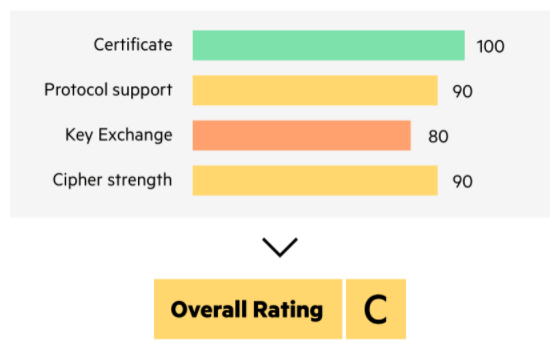 Certificate 100
Protocol support 90
Key Exchange 80
Cipher strength 90
Overall Rating C